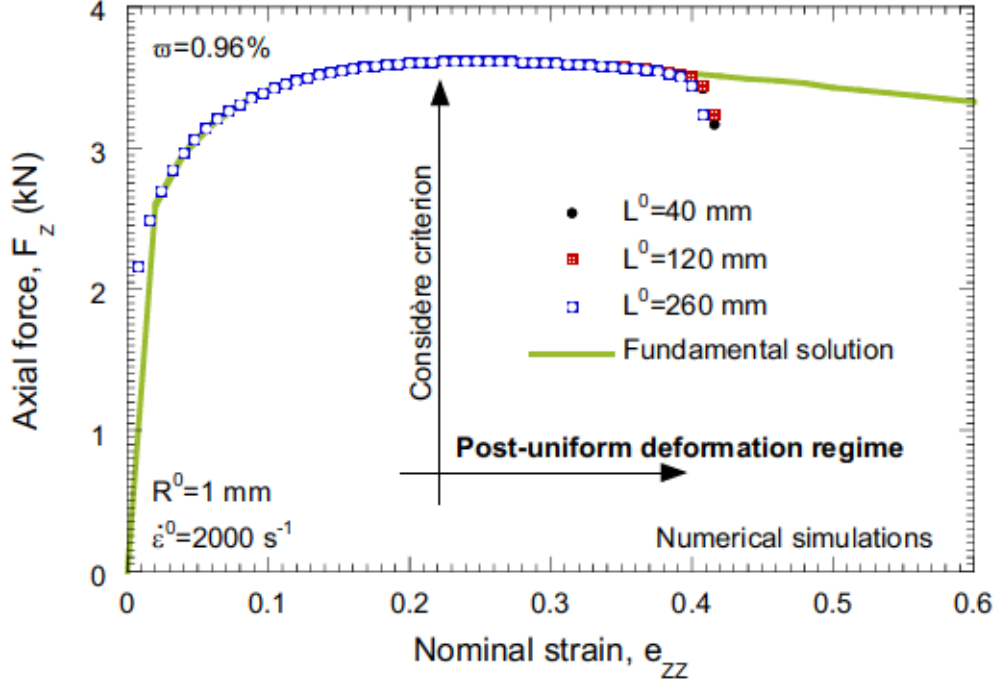 4
ϖ=0.96%
3
2
1
0
Axial force, F_z (kN)
Considère criterion
L⁰=40 mm
L⁰=120 mm
L⁰=260 mm
Fundamental solution
Post-uniform deformation regime
R⁰=1 mm
ε̇⁰=2000 s⁻¹
Numerical simulations
0 0.1 0.2 0.3 0.4 0.5 0.6
Nominal strain, e_zz